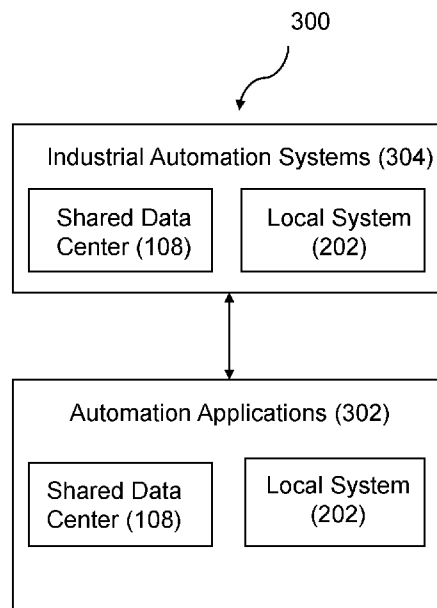 300
Industrial Automation Systems (304)
Shared Data
Center (108)
Local System
(202)
Automation Applications (302)
Shared Data
Center (108)
Local System
(202)